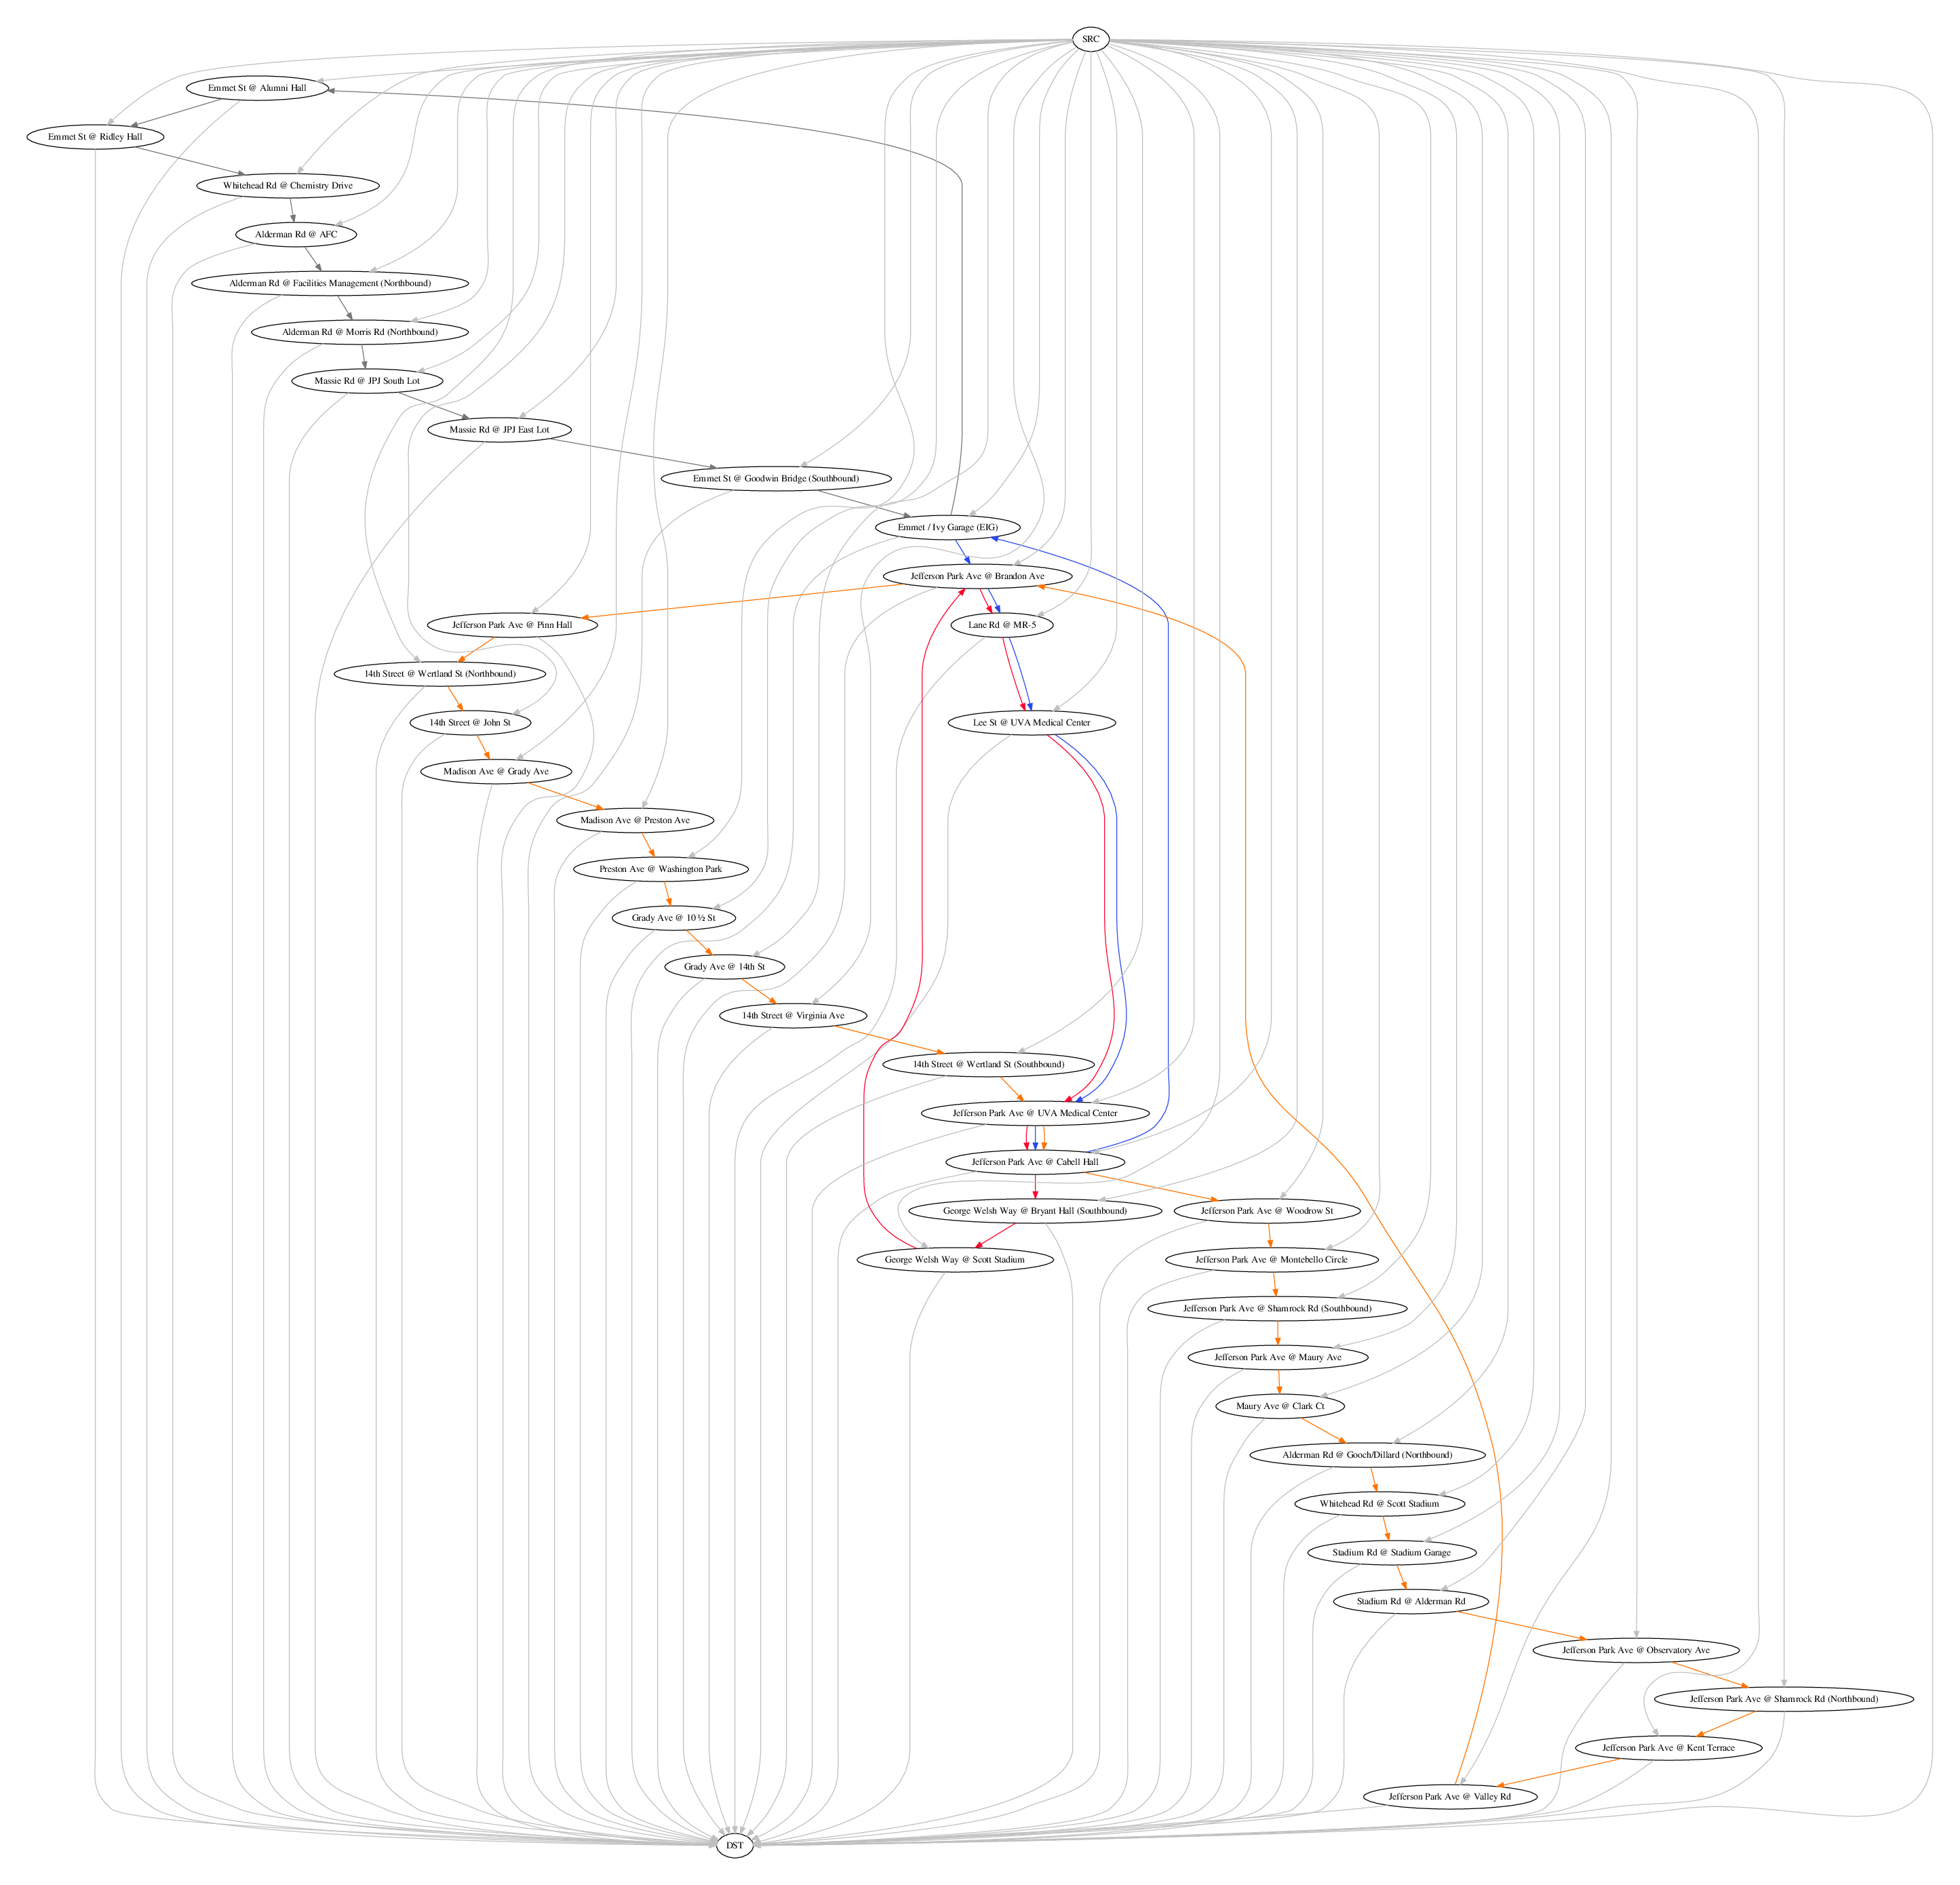 SRC
Emmet St @ Alumni Hall
Emmet St @ Ridley Hall
Whitehead Rd @ Chemistry Drive
Alderman Rd @ AFC
Alderman Rd @ Facilities Management (Northbound)
Alderman Rd @ Morris Rd (Northbound)
Massie Rd @ JPJ South Lot
Massie Rd @ JPJ East Lot
Emmet St @ Goodwin Bridge (Southbound)
Emmet / Ivy Garage (EIG)
Jefferson Park Ave @ Brandon Ave
Jefferson Park Ave @ Pinn Hall
Lane Rd @ MR-5
14th Street @ Wertland St (Northbound)
14th Street @ John St
Lee St @ UVA Medical Center
Madison Ave @ Grady Ave
Madison Ave @ Preston Ave
Preston Ave @ Washington Park
Grady Ave @ 10 ½ St
Grady Ave @ 14th St
14th Street @ Virginia Ave
14th Street @ Wertland St (Southbound)
Jefferson Park Ave @ UVA Medical Center
Jefferson Park Ave @ Cabell Hall
George Welsh Way @ Bryant Hall (Southbound)
Jefferson Park Ave @ Woodrow St
George Welsh Way @ Scott Stadium
Jefferson Park Ave @ Montebello Circle
Jefferson Park Ave @ Shamrock Rd (Southbound)
Jefferson Park Ave @ Maury Ave
Maury Ave @ Clark Ct
Alderman Rd @ Gooch/Dillard (Northbound)
Whitehead Rd @ Scott Stadium
Stadium Rd @ Stadium Garage
Stadium Rd @ Alderman Rd
Jefferson Park Ave @ Observatory Ave
Jefferson Park Ave @ Shamrock Rd (Northbound)
Jefferson Park Ave @ Kent Terrace
Jefferson Park Ave @ Valley Rd
DST